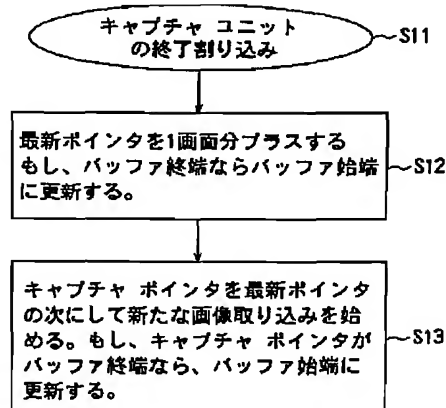 キャプチャ ユニット
の終了割り込み
S11
最新ポインタを1画面分プラスする
もし、バッファ終端ならバッファ始端
に更新する。
S12
キャプチャ ポインタを最新ポインタ
の次にして新たな画像取り込みを始
める。もし、キャプチャ ポインタが
バッファ終端なら、バッファ始端に
更新する。
S13